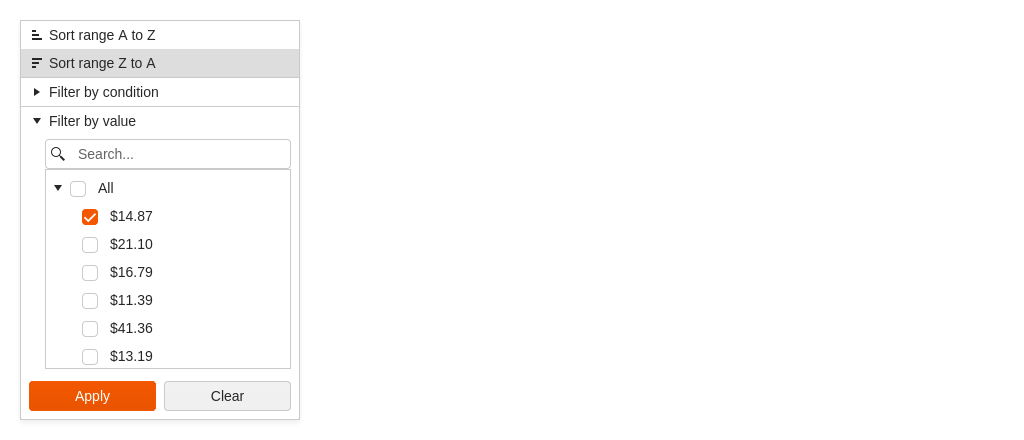 Sort range A to Z
Sort range Z to A
Filter by condition
Filter by value
Search...
All
$14.87
$21.10
$16.79
$11.39
$41.36
$13.19
Apply
Clear